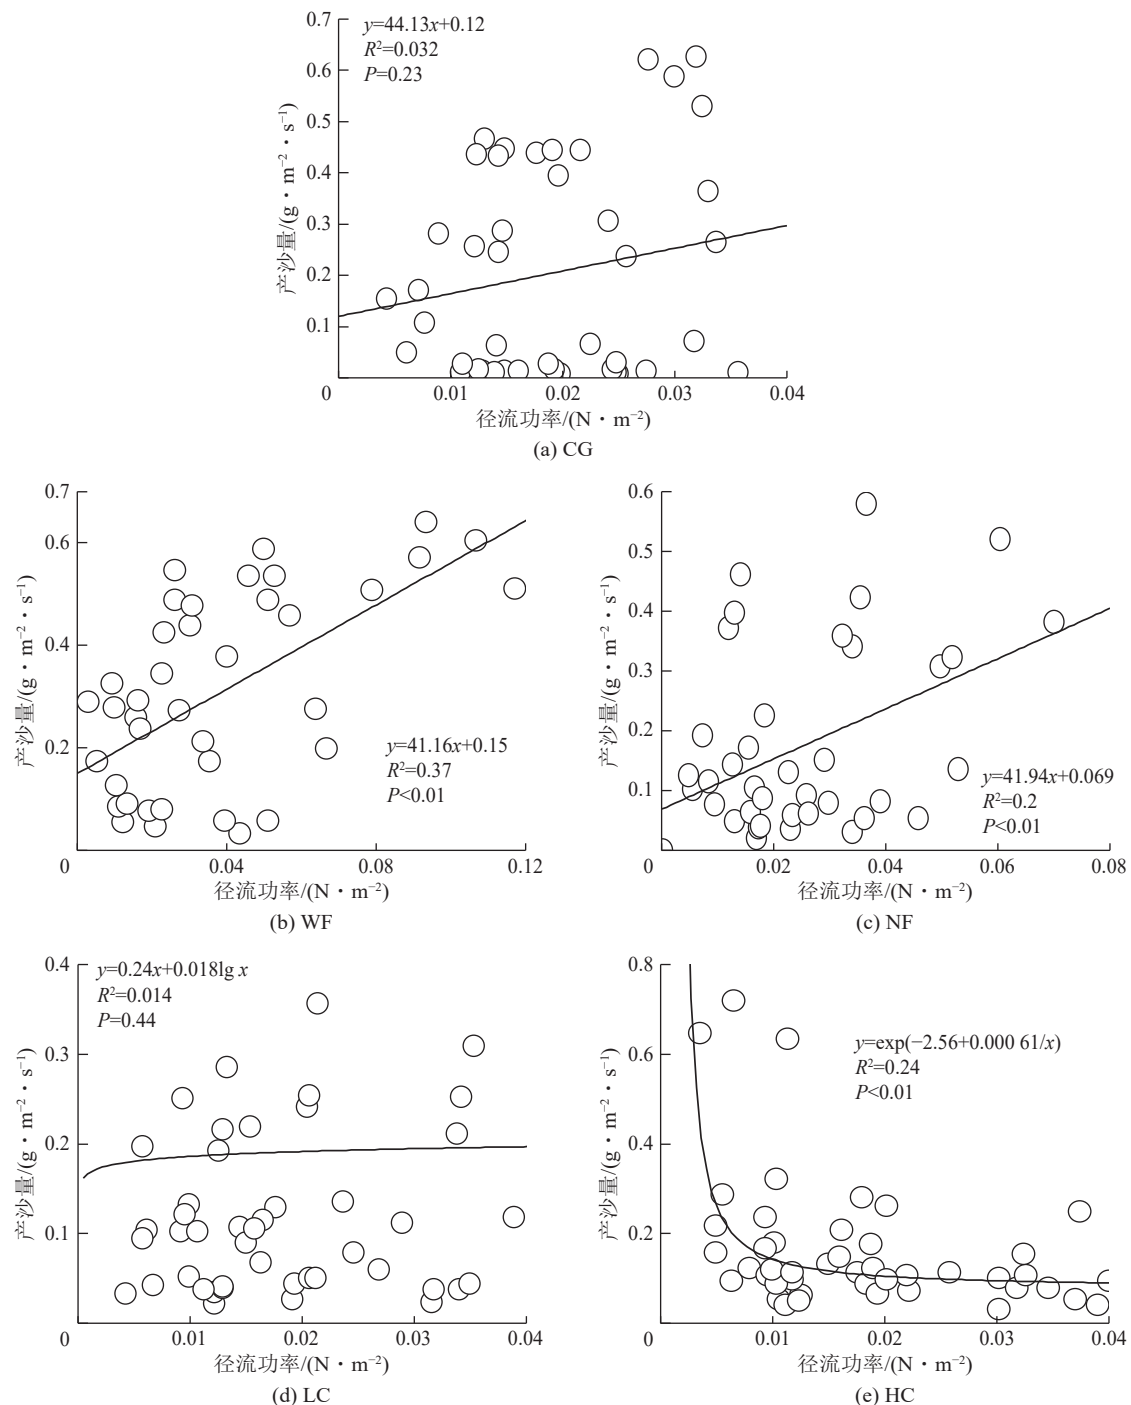 0.7
y=44.13x+0.12
R²=0.032
P=0.23
0.6
0.5
0.4
0.3
0.2
0.1
产沙量/(g·m⁻²·s⁻¹)
0 0.01 0.02 0.03 0.04
径流功率/(N·m⁻²)
(a) CG
0.7
0.6
0.4
0.2
产沙量/(g·m⁻²·s⁻¹)
y=41.16x+0.15
R²=0.37
P<0.01
0 0.04 0.08 0.12
径流功率/(N·m⁻²)
(b) WF
0.6
0.5
0.4
0.3
0.2
0.1
产沙量/(g·m⁻²·s⁻¹)
y=41.94x+0.069
R²=0.2
P<0.01
0 0.02 0.04 0.06 0.08
径流功率/(N·m⁻²)
(c) NF
0.4
y=0.24x+0.018lg x
R²=0.014
P=0.44
0.3
0.2
0.1
产沙量/(g·m⁻²·s⁻¹)
0 0.01 0.02 0.03 0.04
径流功率/(N·m⁻²)
(d) LC
0.8
0.6
0.4
0.2
产沙量/(g·m⁻²·s⁻¹)
y=exp(−2.56+0.000 61/x)
R²=0.24
P<0.01
0 0.01 0.02 0.03 0.04
径流功率/(N·m⁻²)
(e) HC